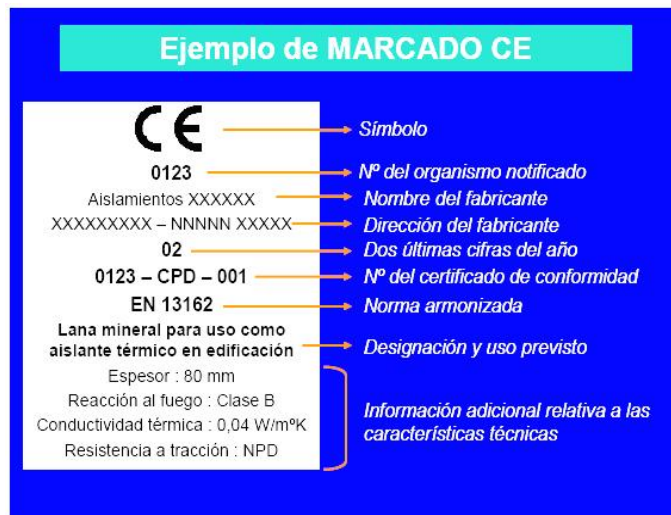 Ejemplo de MARCADO CE
CE
Símbolo
0123
Nº del organismo notificado
Aislamientos XXXXXX
Nombre del fabricante
XXXXXXXXX – NNNNN XXXXX
Dirección del fabricante
02
Dos últimas cifras del año
0123 – CPD – 001
Nº del certificado de conformidad
EN 13162
Norma armonizada
Lana mineral para uso como
aislante térmico en edificación
Designación y uso previsto
Espesor : 80 mm
Reacción al fuego : Clase B
Conductividad térmica : 0,04 W/mºK
Resistencia a tracción : NPD
Información adicional relativa a las
características técnicas